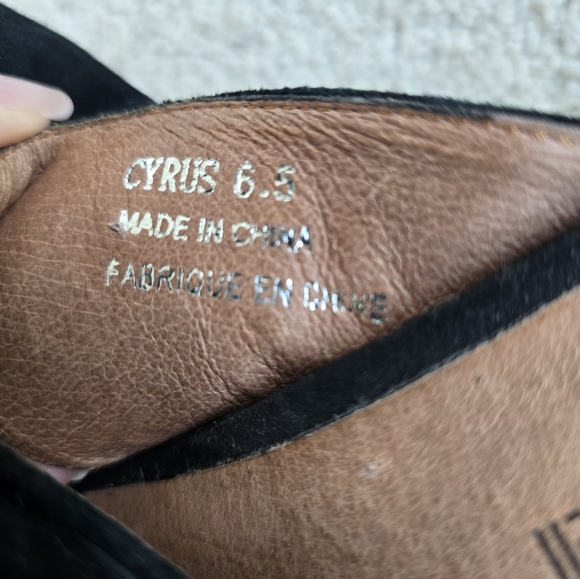 CYRUS 6.5
MADE IN CHINA
FABRIQUE EN CHINE